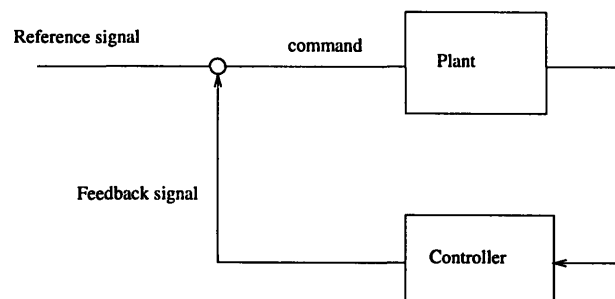 Reference signal
command
Plant
Feedback signal
Controller